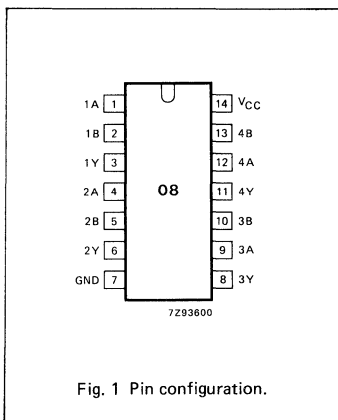 1A 1 14 VCC
1B 2 13 4B
1Y 3 12 4A
2A 4 08 11 4Y
2B 5 10 3B
2Y 6 9 3A
GND 7 8 3Y
7Z93600
Fig. 1 Pin configuration.